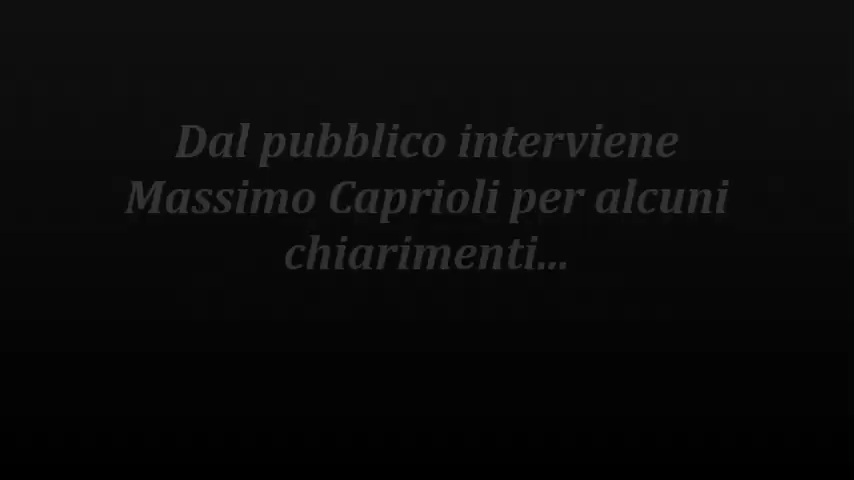 Dal pubblico interviene
Massimo Caprioli per alcuni
chiarimenti...